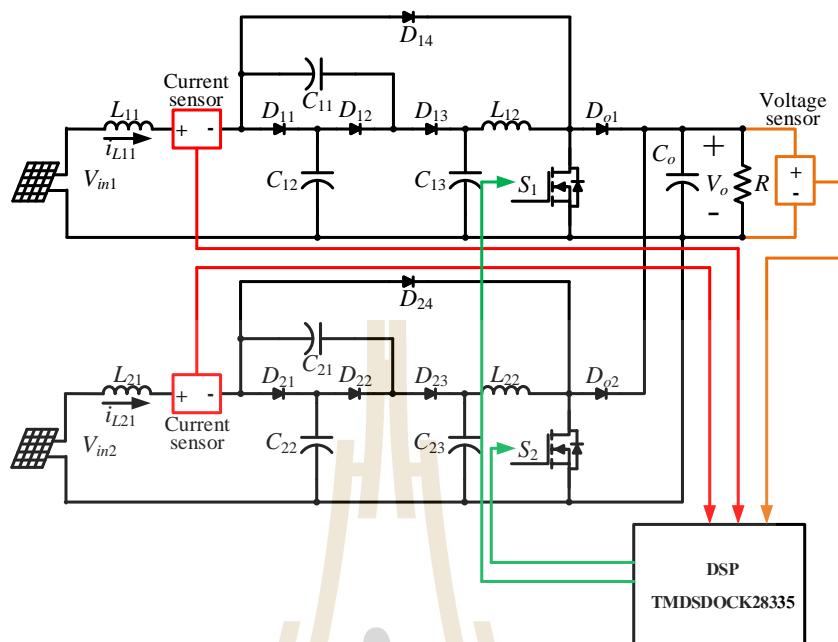 D14
Current
sensor
L11
C11
D11
D12
D13
L12
Do1
Voltage
sensor
+ -
iL11
Vin1
C12
C13
S1
Co
+
Vo
-
R
+
-
D24
C21
L21
D21
D22
D23
L22
Do2
+ -
iL21
Current
sensor
Vin2
C22
C23
S2
DSP
TMDSDOCK28335